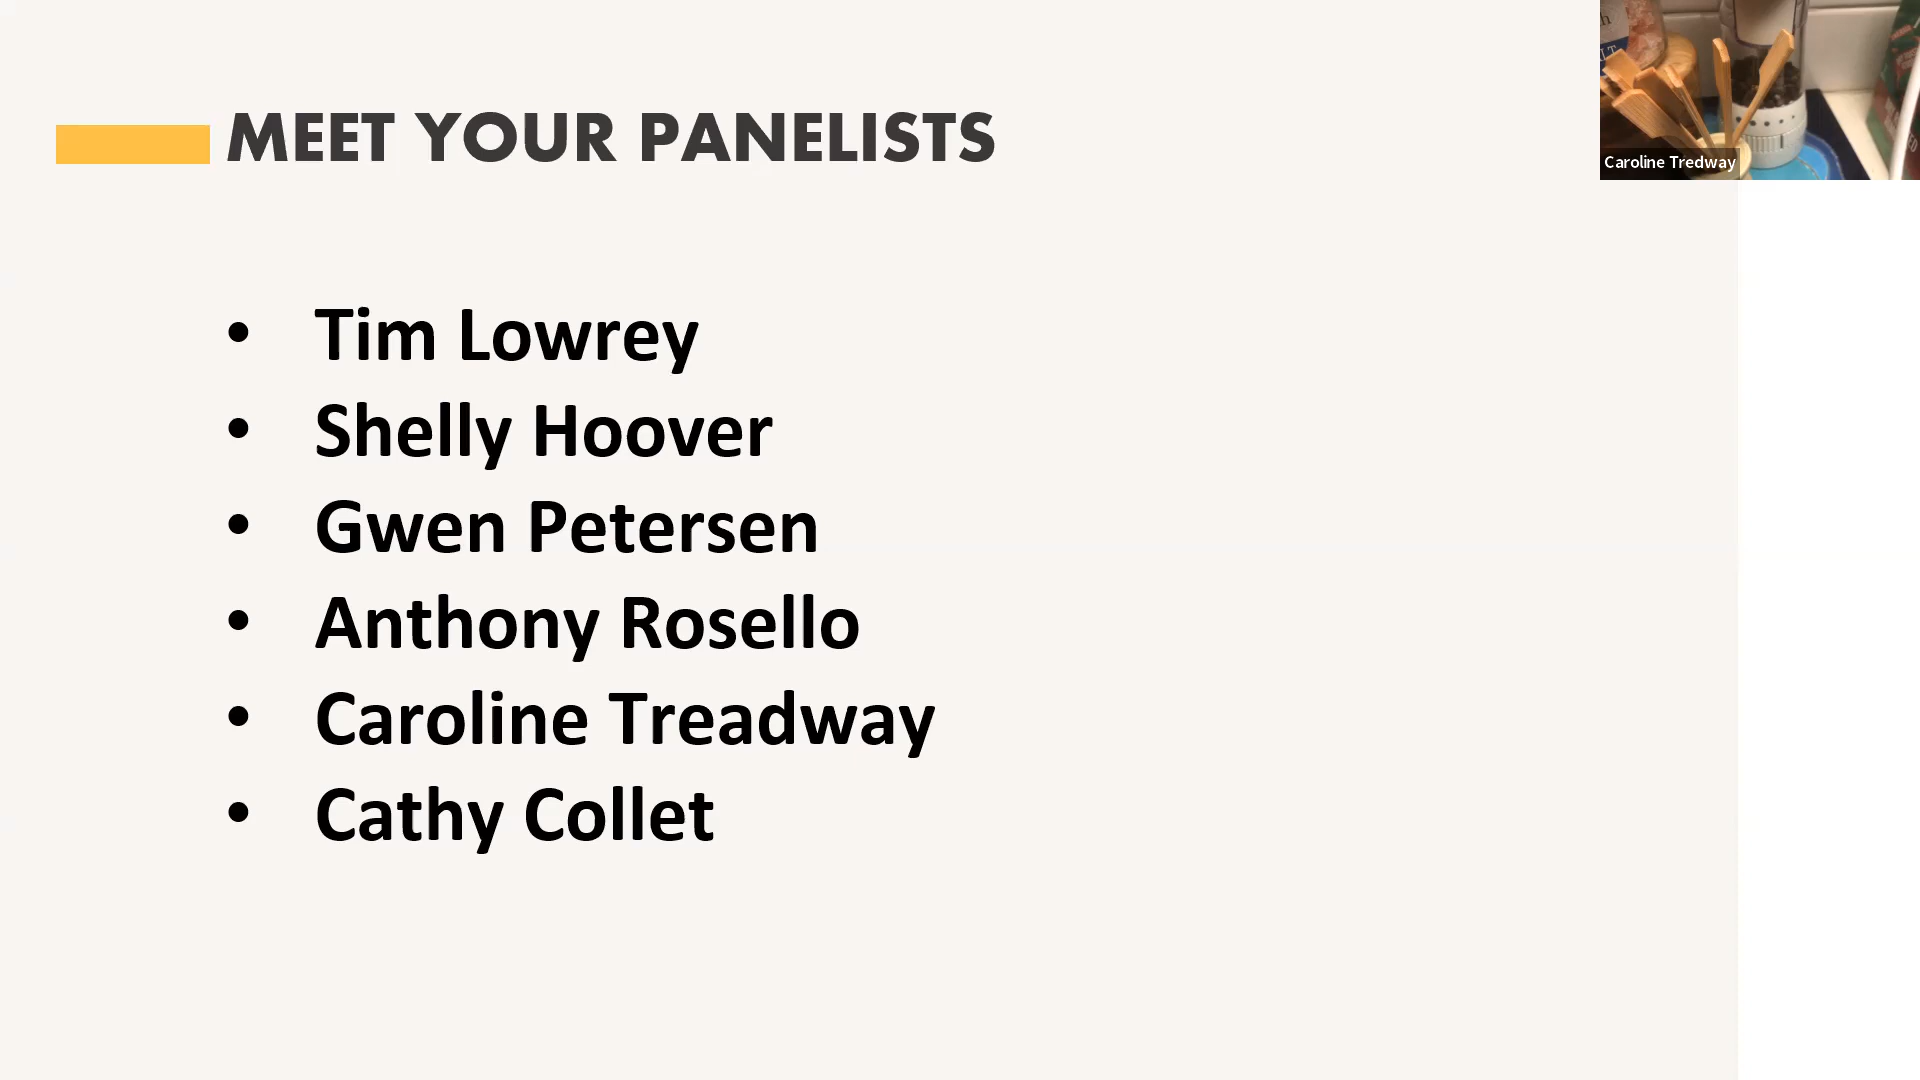 MEET YOUR PANELISTS
Caroline Tredway
• Tim Lowrey
• Shelly Hoover
• Gwen Petersen
• Anthony Rosello
• Caroline Treadway
• Cathy Collet